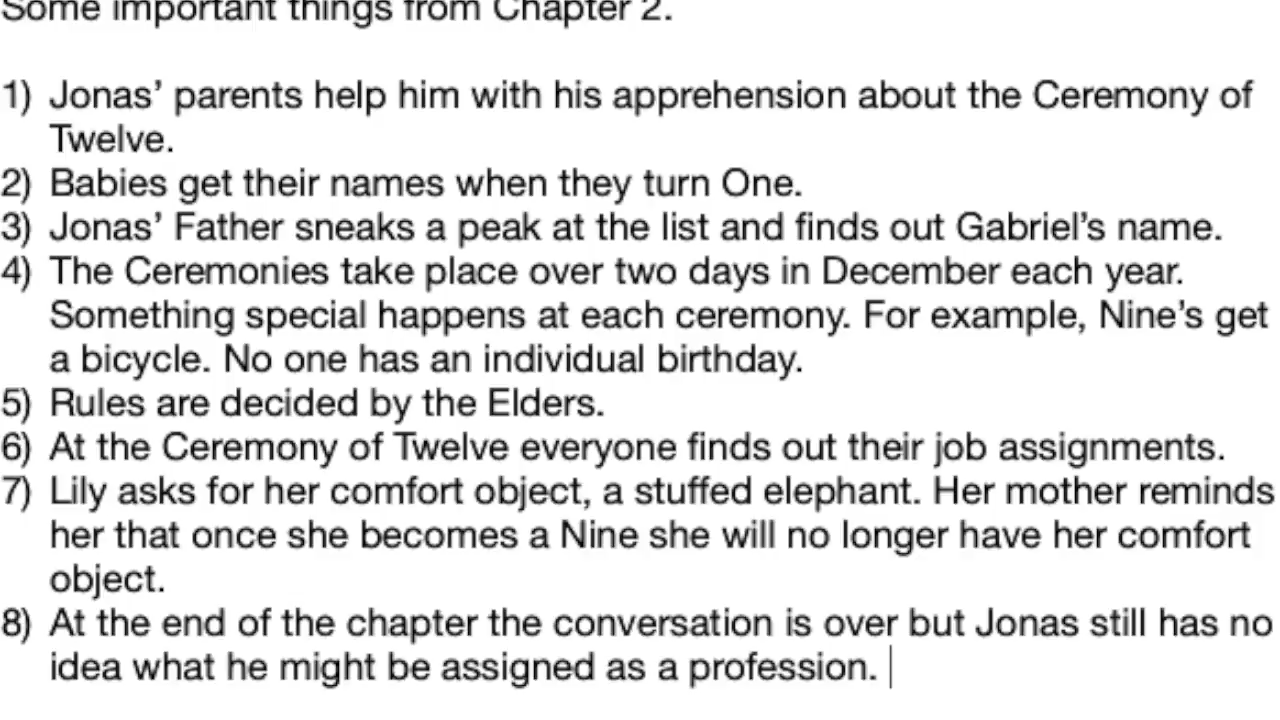 Some important things from Chapter 2.
1) Jonas’ parents help him with his apprehension about the Ceremony of
Twelve.
2) Babies get their names when they turn One.
3) Jonas’ Father sneaks a peak at the list and finds out Gabriel’s name.
4) The Ceremonies take place over two days in December each year.
Something special happens at each ceremony. For example, Nine’s get
a bicycle. No one has an individual birthday.
5) Rules are decided by the Elders.
6) At the Ceremony of Twelve everyone finds out their job assignments.
7) Lily asks for her comfort object, a stuffed elephant. Her mother reminds
her that once she becomes a Nine she will no longer have her comfort
object.
8) At the end of the chapter the conversation is over but Jonas still has no
idea what he might be assigned as a profession.